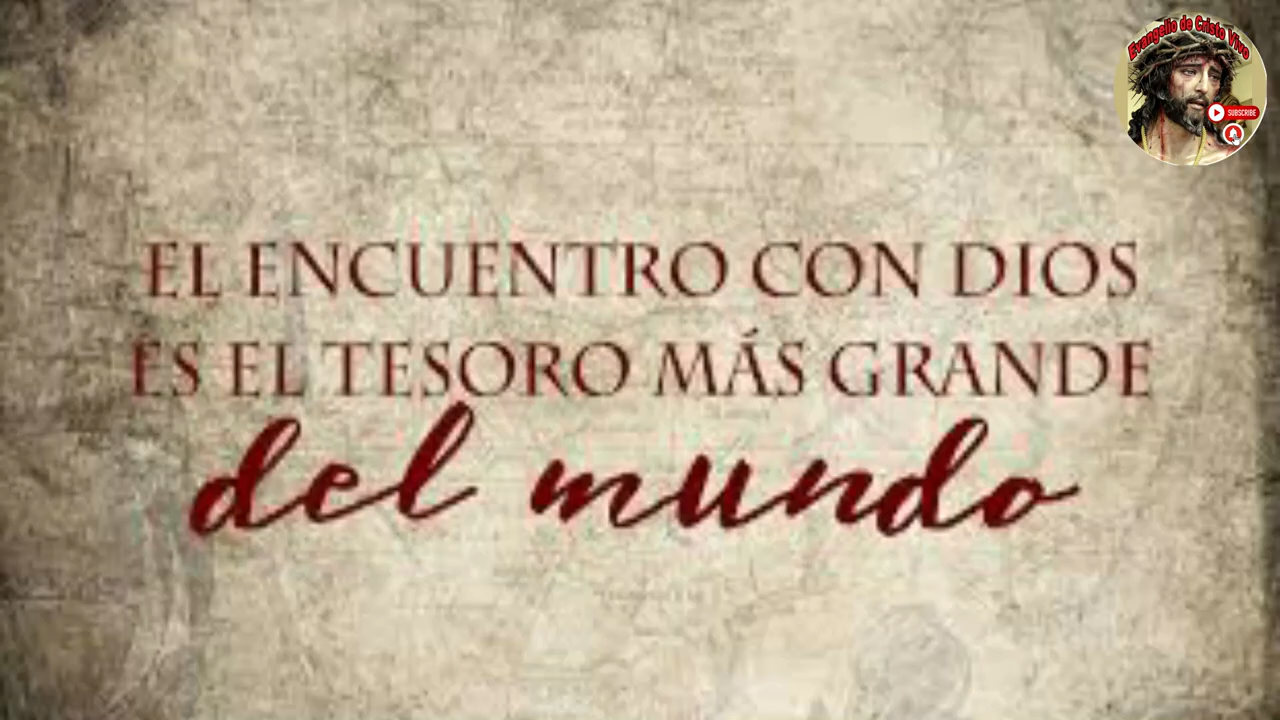 Evangelio de Cristo Vivo
SUBSCRIBE
EL ENCUENTRO CON DIOS
ES EL TESORO MÁS GRANDE
del mundo